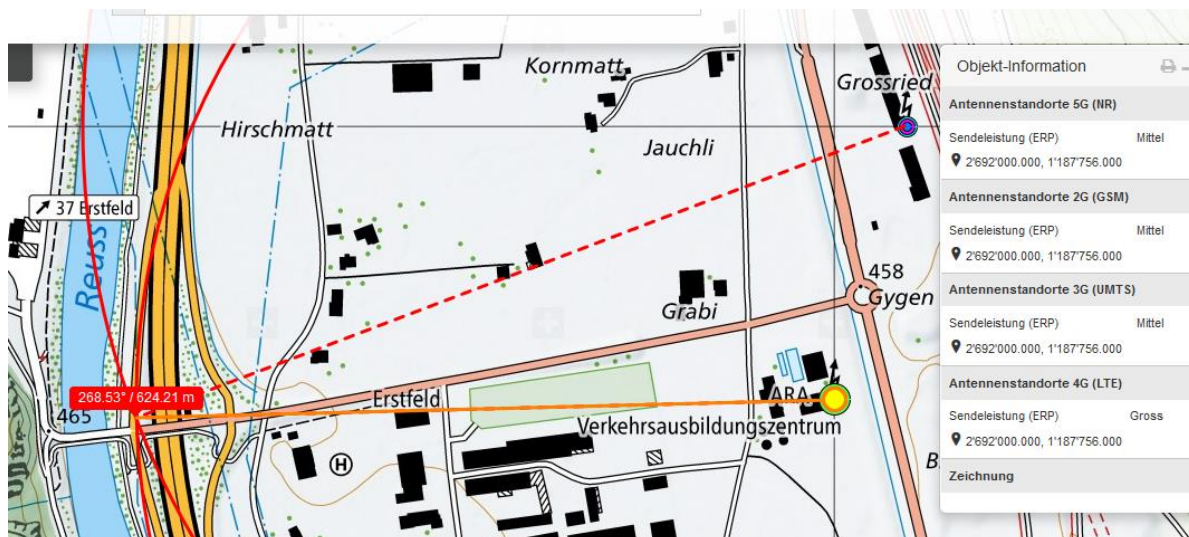 Kornmatt
Grossried
Hirschmatt
Jauchli
37 Erstfeld
Reuss
458
Gygen
Grabi
268.53° / 624.21 m
465
Erstfeld
ARA
Verkehrsausbildungszentrum
H
B
Objekt-Information
Antennenstandorte 5G (NR)
Sendeleistung (ERP) Mittel
2'692'000.000, 1'187'756.000
Antennenstandorte 2G (GSM)
Sendeleistung (ERP) Mittel
2'692'000.000, 1'187'756.000
Antennenstandorte 3G (UMTS)
Sendeleistung (ERP) Mittel
2'692'000.000, 1'187'756.000
Antennenstandorte 4G (LTE)
Sendeleistung (ERP) Gross
2'692'000.000, 1'187'756.000
Zeichnung